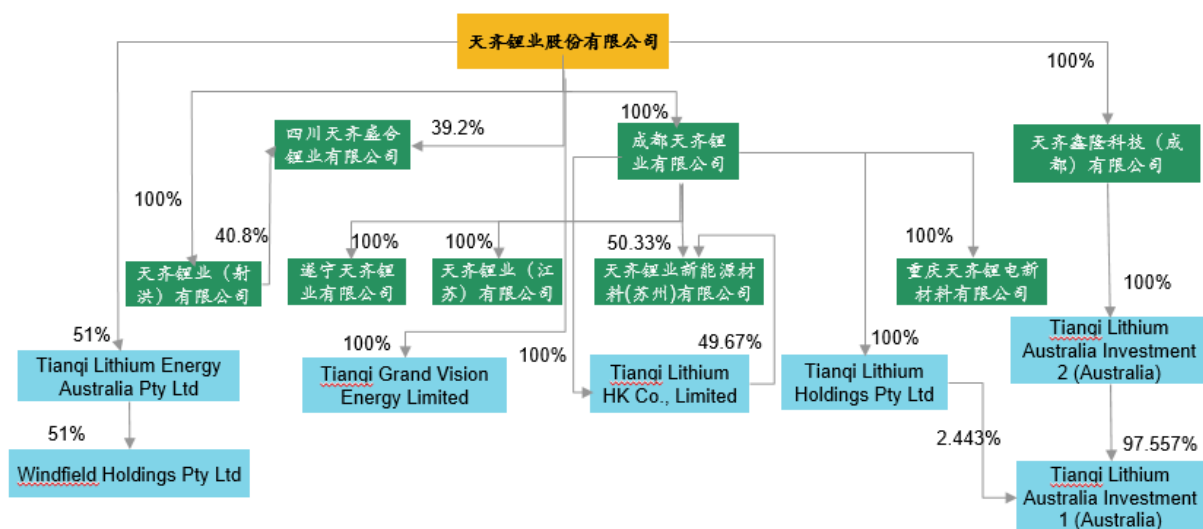 天齐锂业股份有限公司
100%
100%
39.2%
四川天齐盛合
锂业有限公司
成都天齐锂
业有限公司
天齐鑫隆科技（成
都）有限公司
100%
40.8%
100%
100%
50.33%
100%
100%
天齐锂业（射
洪）有限公司
遂宁天齐锂
业有限公司
天齐锂业（江
苏）有限公司
天齐锂业新能源材
料(苏州)有限公司
重庆天齐锂电新
材料有限公司
51%
100%
100%
49.67%
100%
Tianqi Lithium Energy
Australia Pty Ltd
Tianqi Grand Vision
Energy Limited
Tianqi Lithium
HK Co., Limited
Tianqi Lithium
Holdings Pty Ltd
Tianqi Lithium
Australia Investment
2 (Australia)
51%
2.443%
97.557%
Windfield Holdings Pty Ltd
Tianqi Lithium
Australia Investment
1 (Australia)